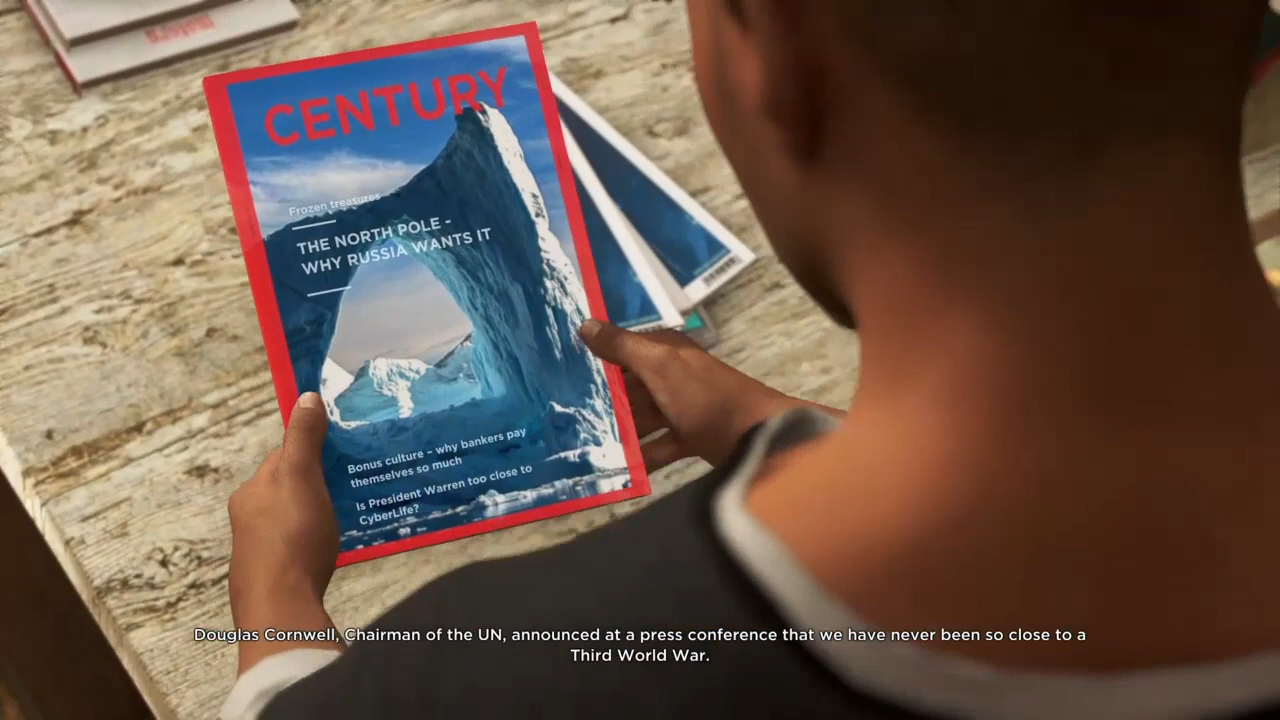 CENTURY
Frozen treasures
THE NORTH POLE -
WHY RUSSIA WANTS IT
Bonus culture – why bankers pay
themselves so much
Is President Warren too close to
CyberLife?
Douglas Cornwell, Chairman of the UN, announced at a press conference that we have never been so close to a
Third World War.